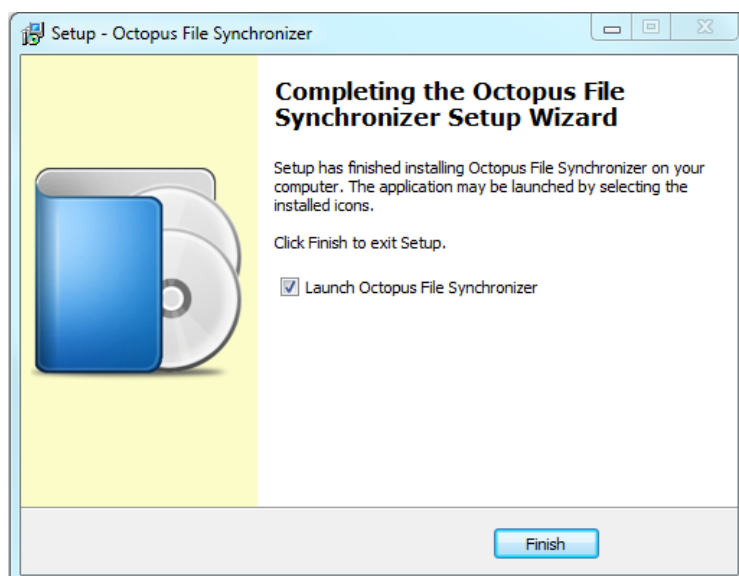 Setup - Octopus File Synchronizer
Completing the Octopus File
Synchronizer Setup Wizard
Setup has finished installing Octopus File Synchronizer on your
computer. The application may be launched by selecting the
installed icons.
Click Finish to exit Setup.
Launch Octopus File Synchronizer
Finish